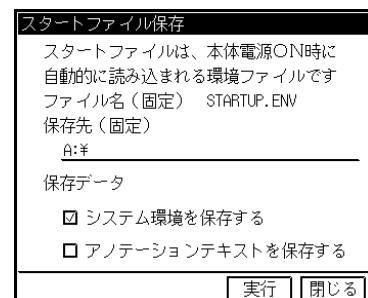 スタートファイル保存
スタートファイルは、本体電源ON時に
自動的に読み込まれる環境ファイルです
ファイル名(固定) STARTUP.ENV
保存先(固定)
A:¥
保存データ
☑ システム環境を保存する
☐ アノテーションテキストを保存する
実行 閉じる